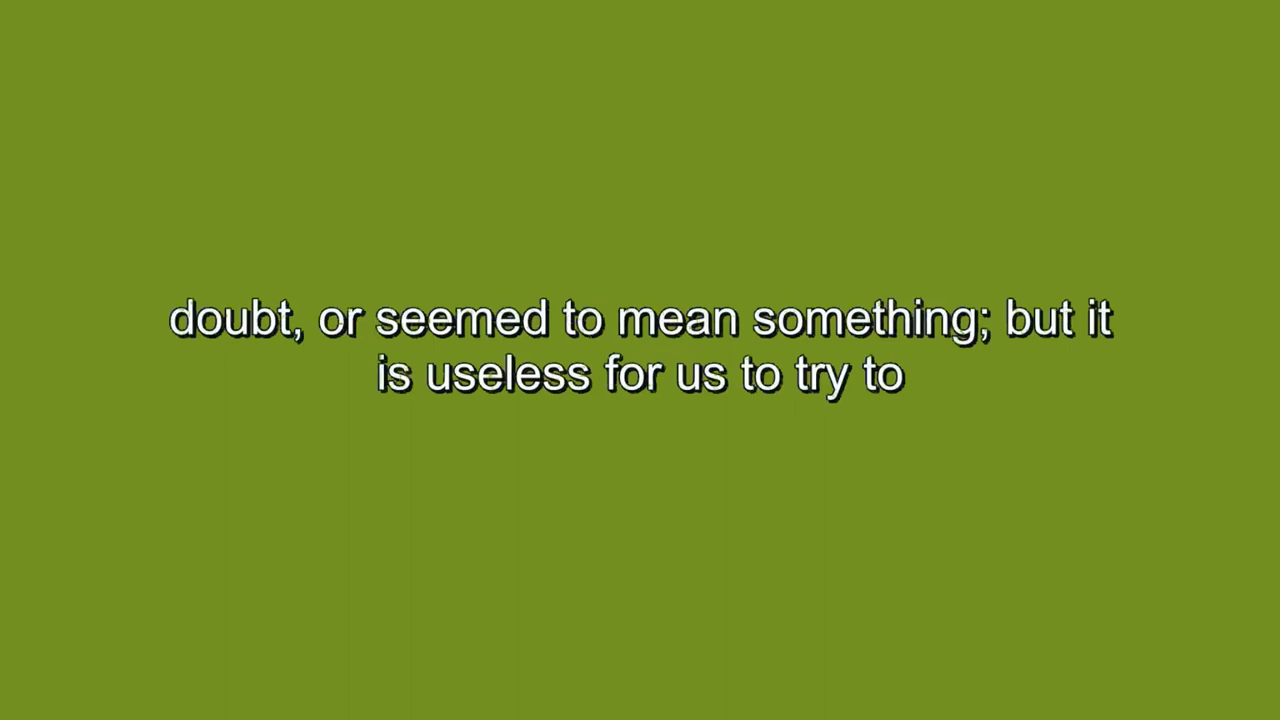 doubt, or seemed to mean something; but it
is useless for us to try to